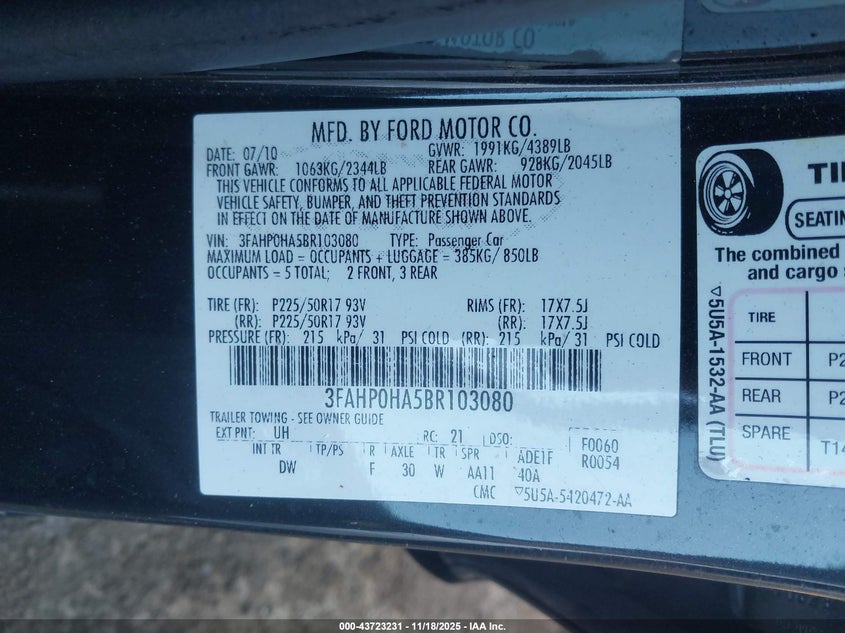 MOTOR CO.
MFD. BY FORD MOTOR CO.
DATE: 07/10 GVWR: 1991KG/4389LB
FRONT GAWR: 1063KG/2344LB REAR GAWR: 928KG/2045LB
THIS VEHICLE CONFORMS TO ALL APPLICABLE FEDERAL MOTOR
VEHICLE SAFETY, BUMPER, AND THEFT PREVENTION STANDARDS
IN EFFECT ON THE DATE OF MANUFACTURE SHOWN ABOVE.
VIN: 3FAHP0HA5BR103080 TYPE: Passenger Car
MAXIMUM LOAD = OCCUPANTS + LUGGAGE = 385KG/ 850LB
OCCUPANTS = 5 TOTAL; 2 FRONT, 3 REAR
TIRE (FR): P225/50R17 93V RIMS (FR): 17X7.5J
(RR): P225/50R17 93V (RR): 17X7.5J
PRESSURE (FR): 215 kPa/ 31 PSI COLD (RR): 215 kPa/ 31 PSI COLD
3FAHP0HA5BR103080
TRAILER TOWING - SEE OWNER GUIDE
EXT PNT: UH RC: 21 DSO: F0060
INT TR TP/PS R AXLE TR SPR ADE1F R0054
DW F 30 W AA11 40A
CMC ▽5U5A-5420472-AA
TI
SEATIN
The combined
and cargo
TIRE
FRONT P2
REAR P2
SPARE T14
▽5U5A-1532-AA (TLU)
000-43723231 - 11/18/2025 - IAA Inc.